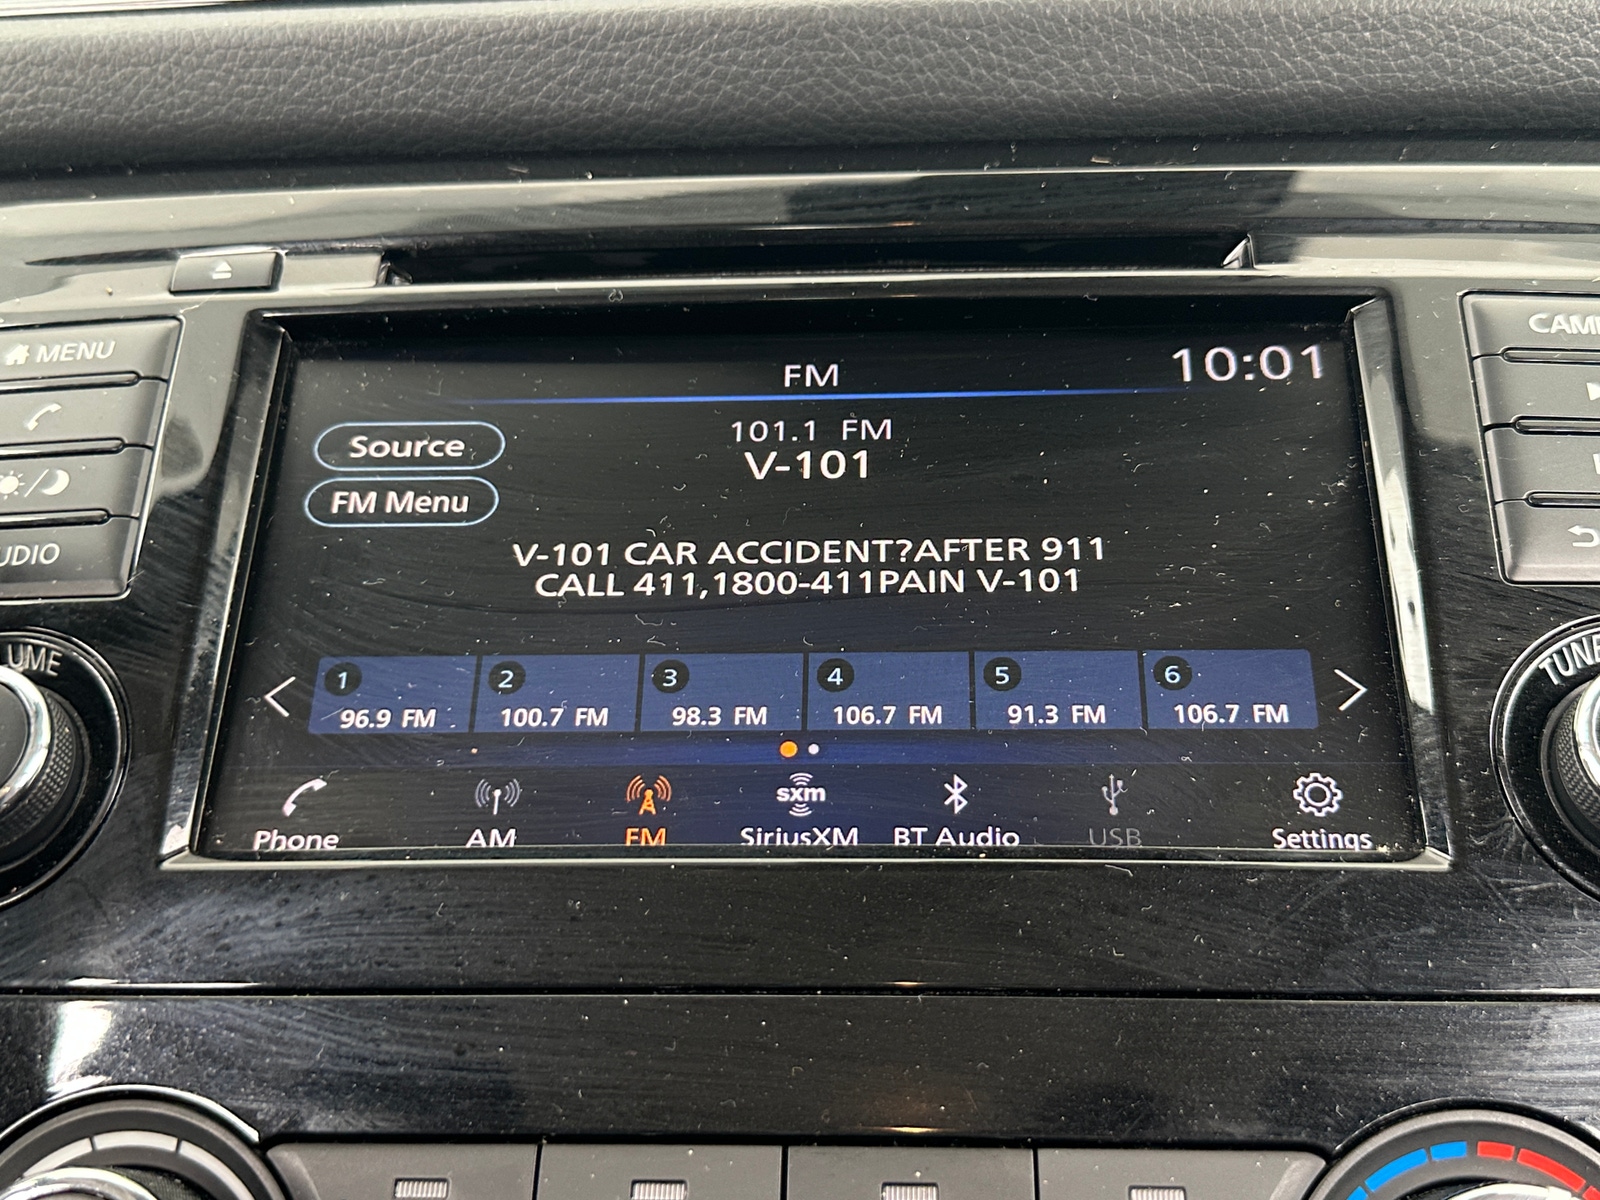 MENU
FM
10:01
101.1 FM
V-101
Source
FM Menu
V-101 CAR ACCIDENT?AFTER 911
CALL 411,1800-411PAIN V-101
1 2 3 4 5 6
96.9 FM 100.7 FM 98.3 FM 106.7 FM 91.3 FM 106.7 FM
sxm
Phone AM FM SiriusXM BT Audio USB Settings